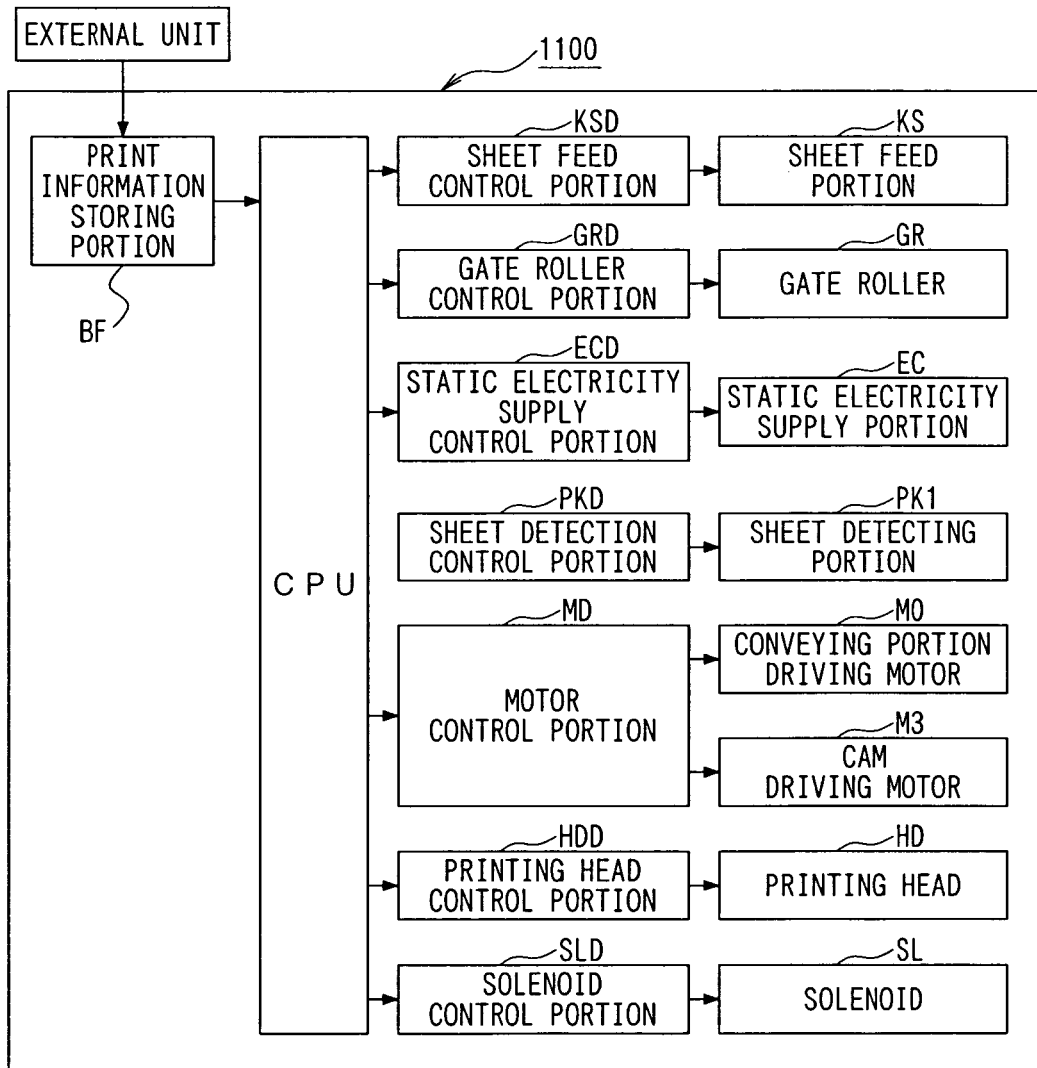 EXTERNAL UNIT
1100
PRINT
INFORMATION
STORING
PORTION
BF
CPU
KSD
SHEET FEED
CONTROL PORTION
KS
SHEET FEED
PORTION
GRD
GATE ROLLER
CONTROL PORTION
GR
GATE ROLLER
ECD
STATIC ELECTRICITY
SUPPLY
CONTROL PORTION
EC
STATIC ELECTRICITY
SUPPLY PORTION
PKD
SHEET DETECTION
CONTROL PORTION
PK1
SHEET DETECTING
PORTION
MD
MOTOR
CONTROL PORTION
M0
CONVEYING PORTION
DRIVING MOTOR
M3
CAM
DRIVING MOTOR
HDD
PRINTING HEAD
CONTROL PORTION
HD
PRINTING HEAD
SLD
SOLENOID
CONTROL PORTION
SL
SOLENOID